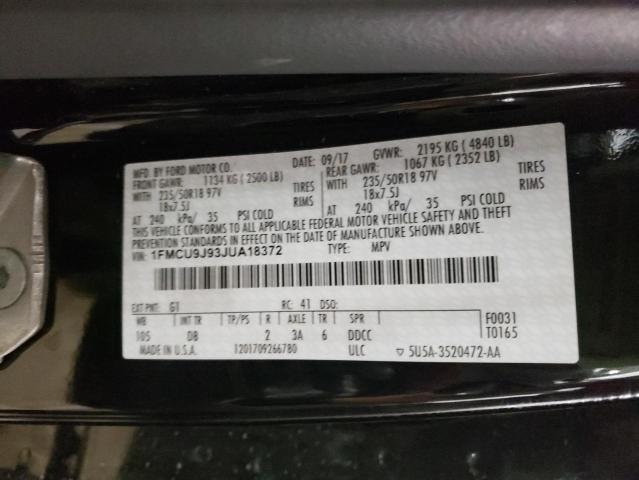 MFD. BY FORD MOTOR CO. DATE: 09/17 GVWR: 2195 KG ( 4840 LB)
FRONT GAWR: 1134 KG ( 2500 LB) REAR GAWR: 1067 KG ( 2352 LB)
WITH 235/50R18 97V TIRES WITH 235/50R18 97V TIRES
18x7.5J RIMS 18x7.5J RIMS
AT 240 kPa/ 35 PSI COLD AT 240 kPa/ 35 PSI COLD
THIS VEHICLE CONFORMS TO ALL APPLICABLE FEDERAL MOTOR VEHICLE SAFETY AND THEFT
PREVENTION STANDARDS IN EFFECT ON THE DATE OF MANUFACTURE SHOWN ABOVE.
VIN: 1FMCU9J93JUA18372 TYPE: MPV
EXT PNT: G1 RC: 41 DSO:
WB INT TR TP/PS R AXLE TR SPR F0031
105 DB 2 3A 6 DDCC T0165
MADE IN U.S.A. 1201709266780 ULC ▽ 5U5A-3520472-AA